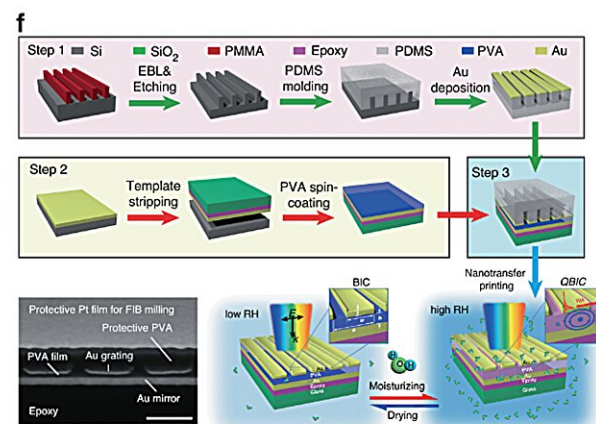 f
Step 1
Si
SiO2
PMMA
Epoxy
PDMS
PVA
Au
EBL&
Etching
PDMS
molding
Au
deposition
Step 2
Template
stripping
PVA spin-
coating
Step 3
Nanotransfer
printing
Protective Pt film for FIB milling
Protective PVA
PVA film
Au grating
Au mirror
Epoxy
low RH
BIC
E
k
PVA
Au
Epoxy
Glass
H
O
H
Moisturizing
Drying
high RH
QBIC
PVA
Au
Epoxy
Glass